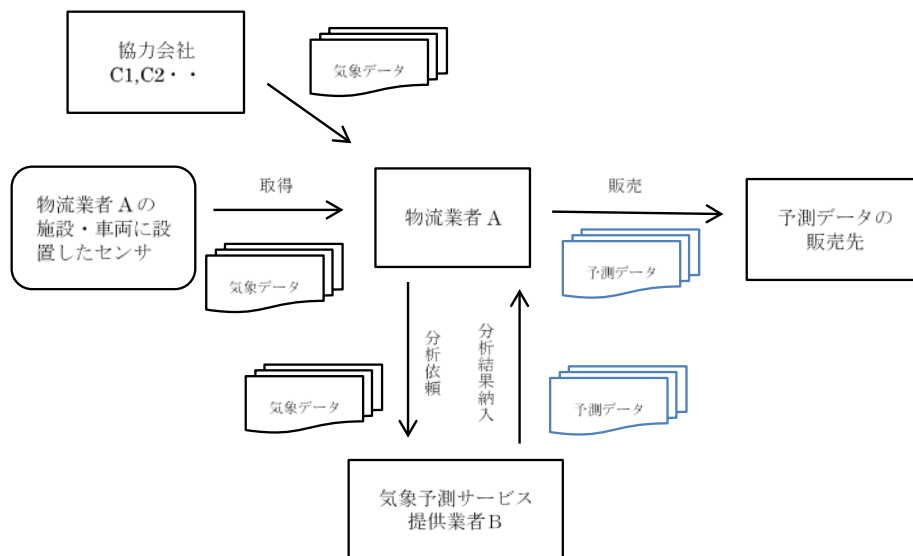 協力会社
C1,C2・・
気象データ
物流業者Aの
施設・車両に設
置したセンサ
取得
気象データ
物流業者A
販売
予測データ
予測データの
販売先
気象データ
分析依頼
分析結果納入
予測データ
気象予測サービス
提供業者B